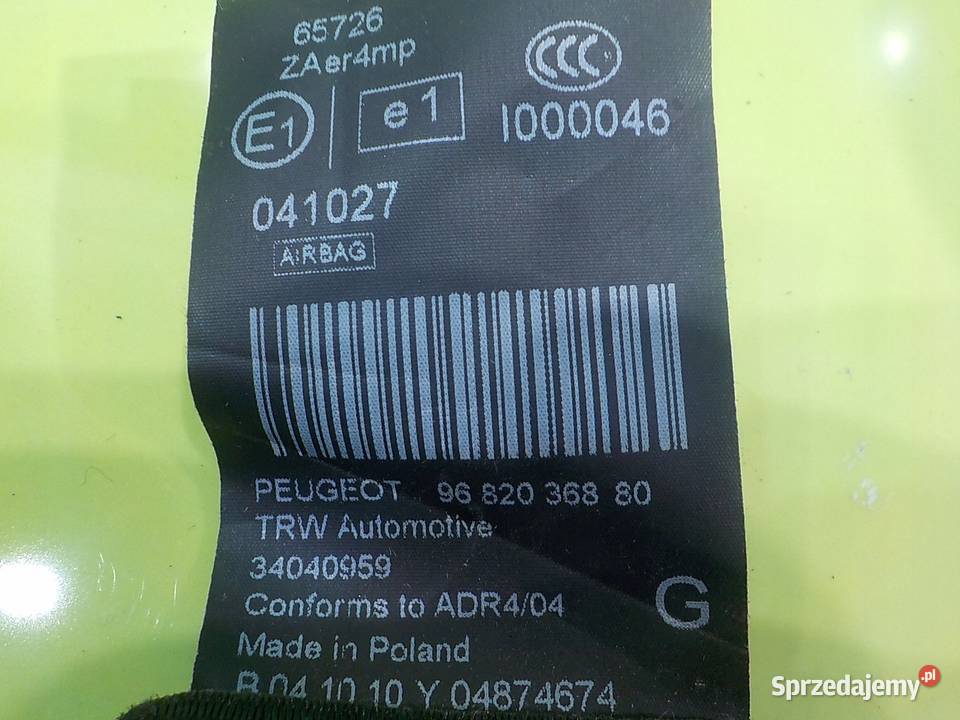 65726
ZAer4mp
CCC
E1 e1
I000046
041027
AIRBAG
PEUGEOT 96 820 368 80
TRW Automotive
34040959
Conforms to ADR4/04
G
Made in Poland
B 04 10 10 Y 04874674
Sprzedajemy.pl